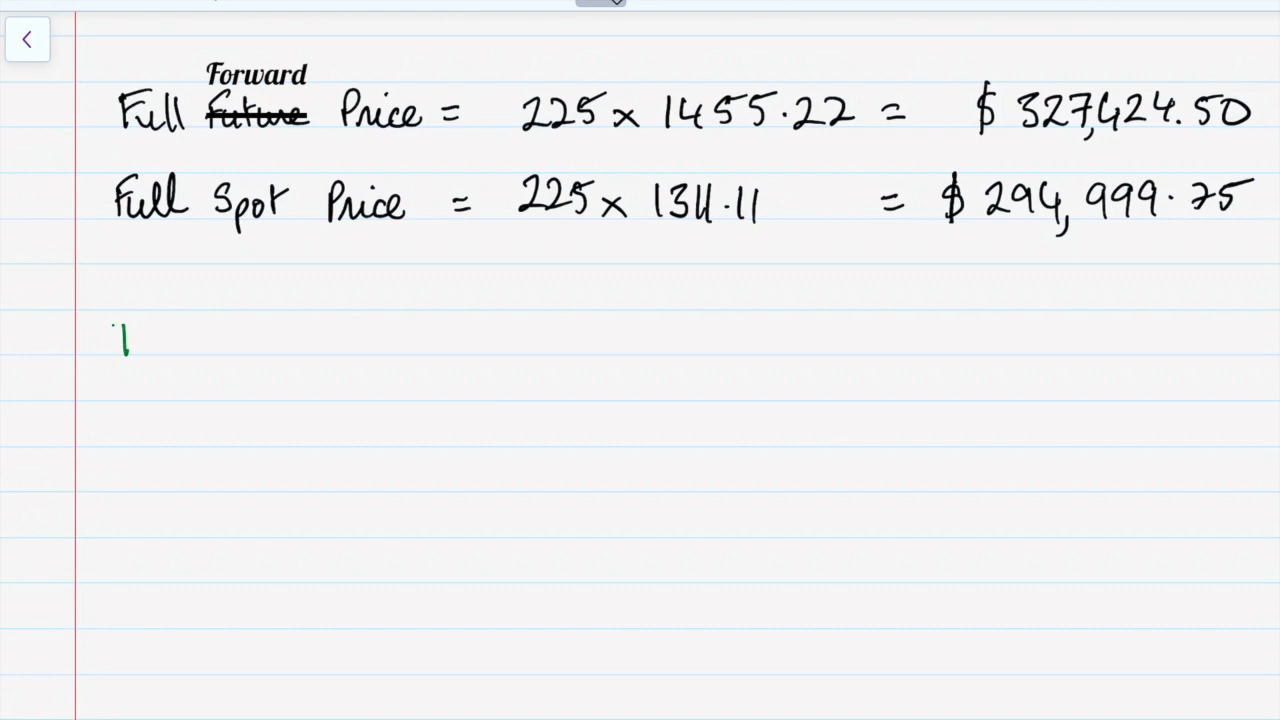 Forward
Full Future Price = 225 x 1455.22 = $ 327,424.50
Full Spot Price = 225 x 1311.11 = $ 294,999.75